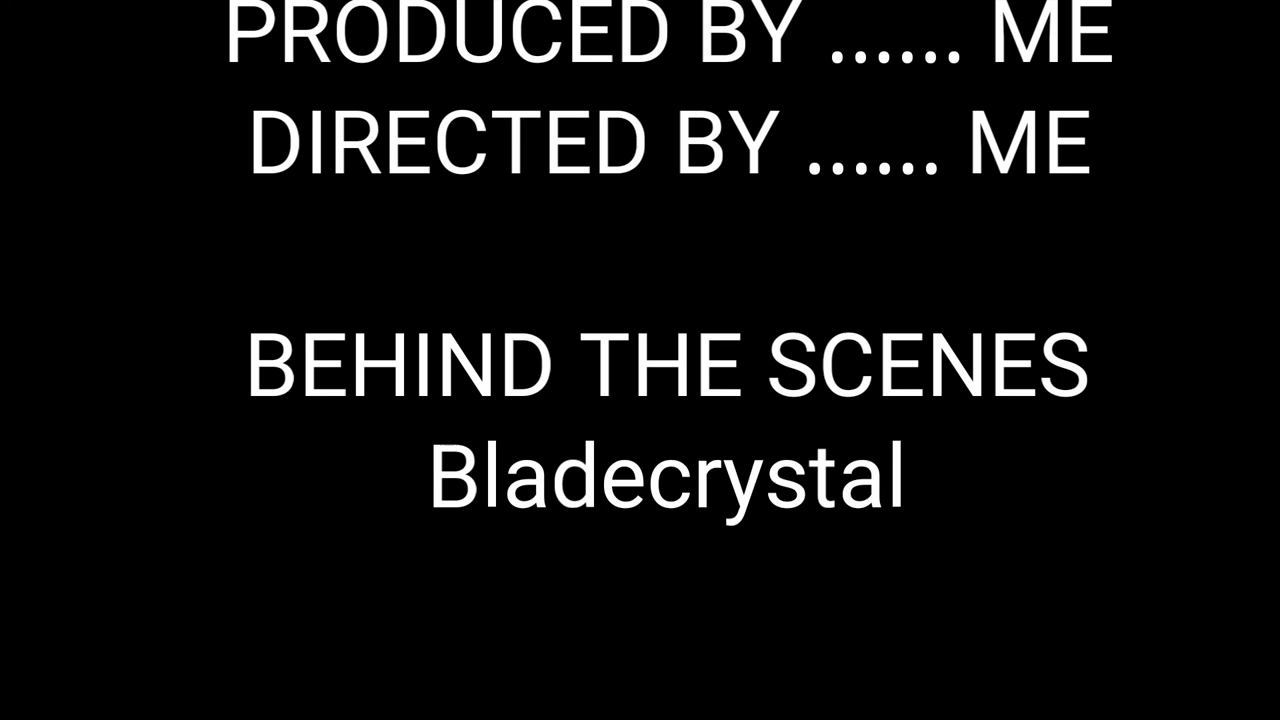 PRODUCED BY ...... ME
DIRECTED BY ...... ME
BEHIND THE SCENES
Bladecrystal